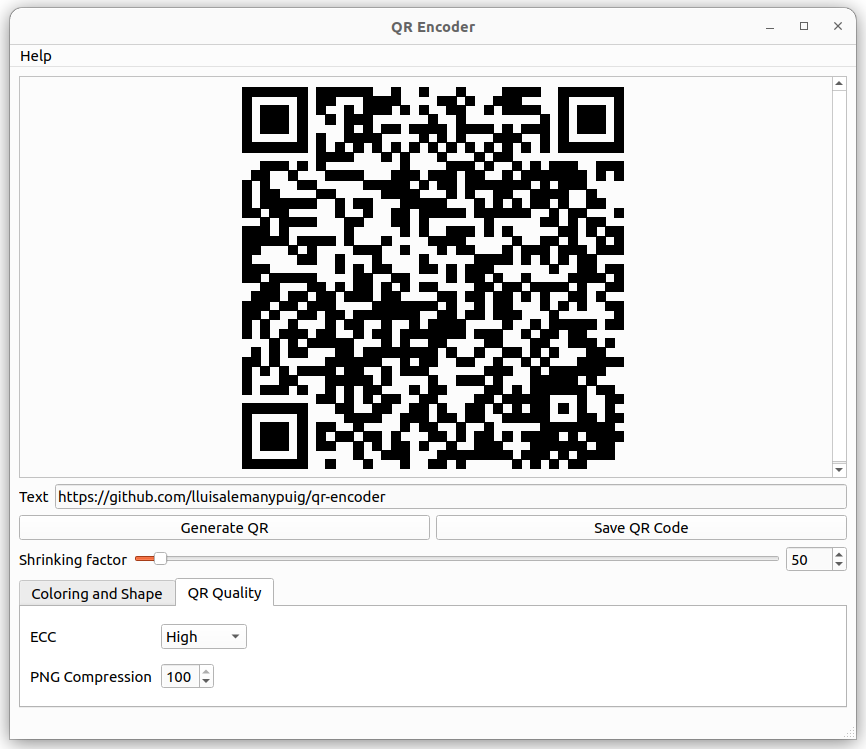 QR Encoder
Help
Text https://github.com/lluisalemanypuig/qr-encoder
Generate QR Save QR Code
Shrinking factor 50
Coloring and Shape QR Quality
ECC High
PNG Compression 100